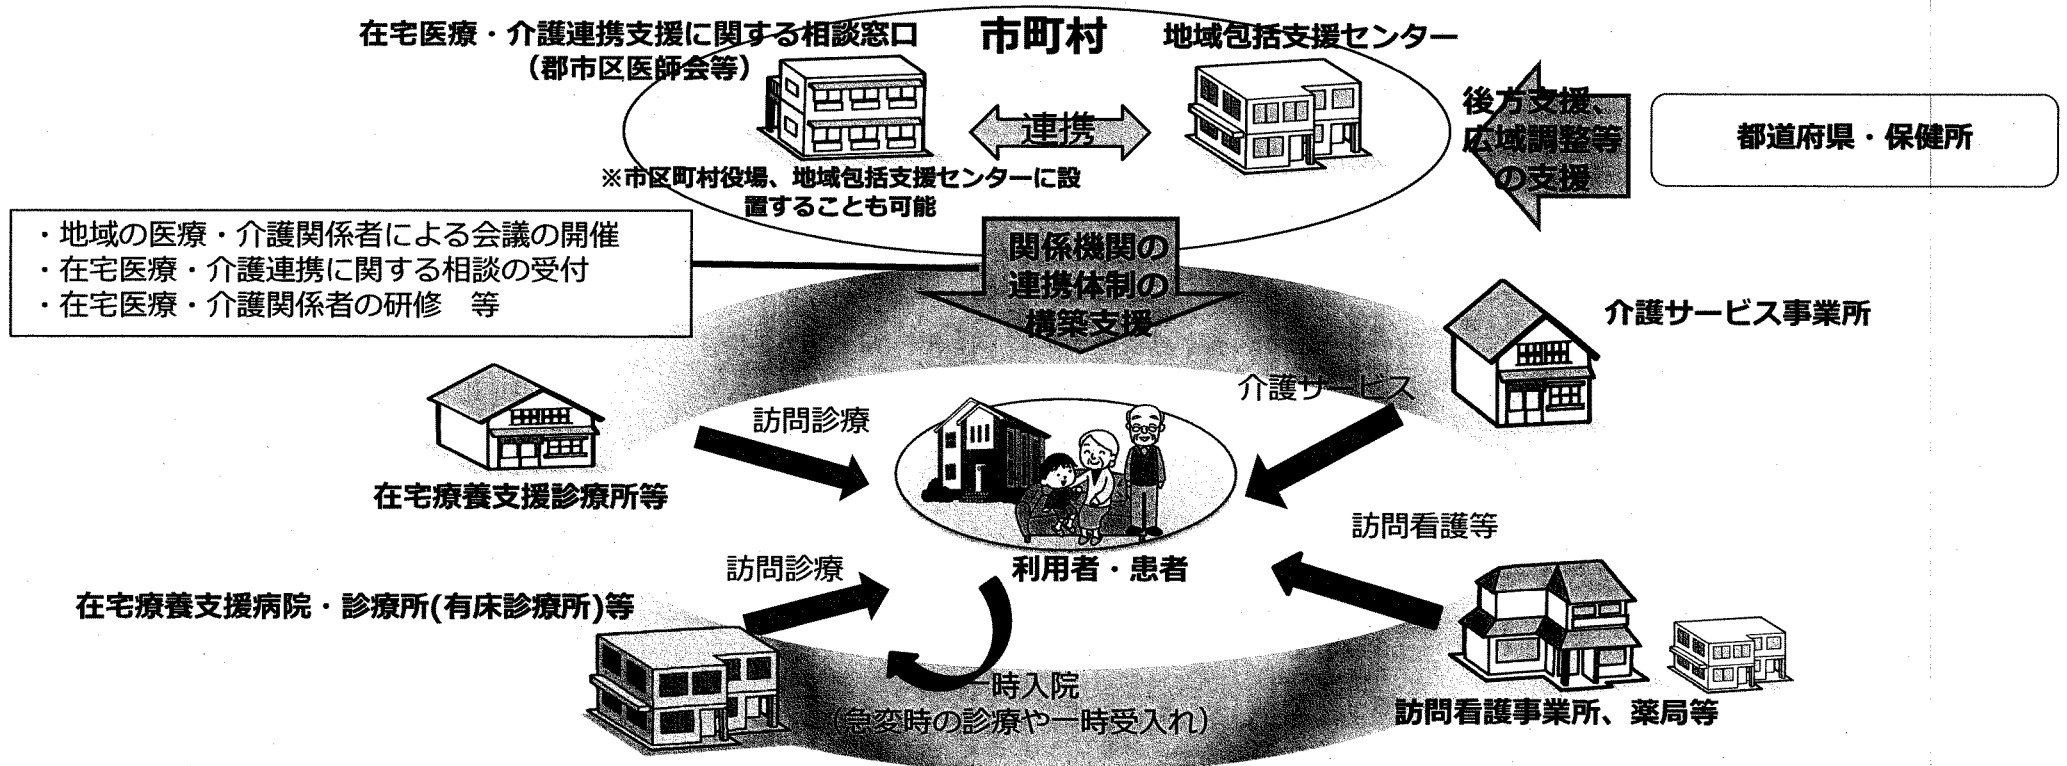 在宅医療・介護連携支援に関する相談窓口
（郡市区医師会等）
市町村
地域包括支援センター
連携
※市区町村役場、地域包括支援センターに設
置することも可能
後方支援、
広域調整等
の支援
都道府県・保健所
・地域の医療・介護関係者による会議の開催
・在宅医療・介護連携に関する相談の受付
・在宅医療・介護関係者の研修　等
関係機関の
連携体制の
構築支援
介護サービス事業所
介護サービス
訪問診療
在宅療養支援診療所等
訪問看護等
利用者・患者
訪問診療
在宅療養支援病院・診療所(有床診療所)等
一時入院
（急変時の診療や一時受入れ）
訪問看護事業所、薬局等